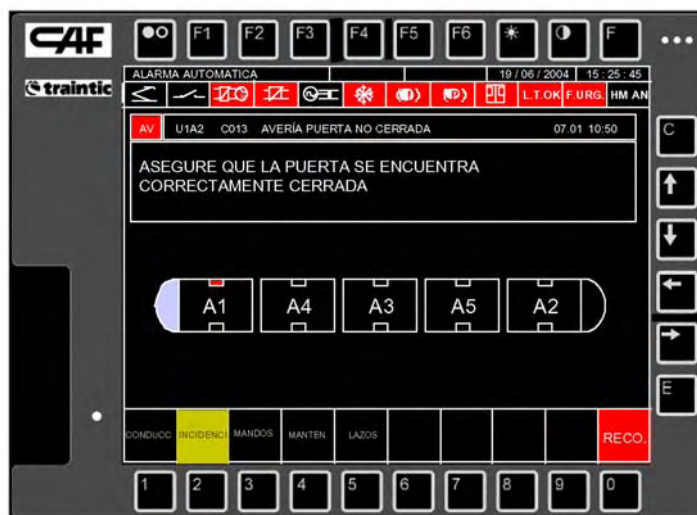 CAF
F1 F2 F3 F4 F5 F6 F
traintic
ALARMA AUTOMATICA 19 / 06 / 2004 15 : 25 : 45
L.T.OK F.URG. HM AN
AV U1A2 C013 AVERÍA PUERTA NO CERRADA 07.01 10:50
C
ASEGURE QUE LA PUERTA SE ENCUENTRA
CORRECTAMENTE CERRADA
A1 A4 A3 A5 A2
E
CONDUCC INCIDENCI MANDOS MANTEN. LAZOS RECO.
1 2 3 4 5 6 7 8 9 0